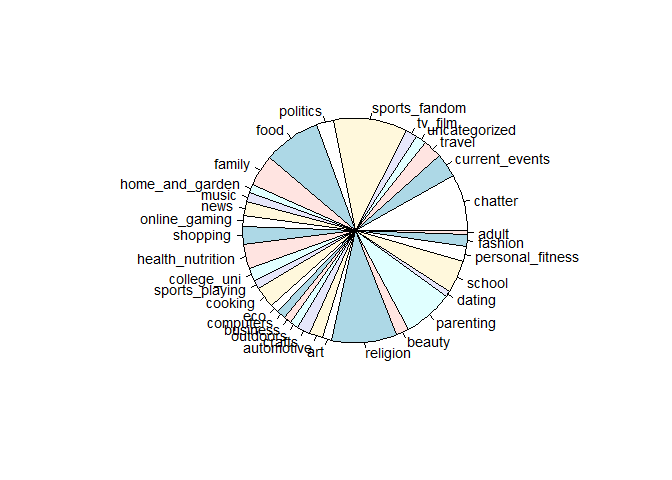 politics
sports_fandom
tv_film
food
uncategorized
travel
current_events
family
home_and_garden
music
chatter
news
online_gaming
shopping
adult
fashion
personal_fitness
health_nutrition
college_uni
school
sports_playing
dating
cooking
eco
parenting
computers
business
outdoors
crafts
beauty
automotive
art
religion